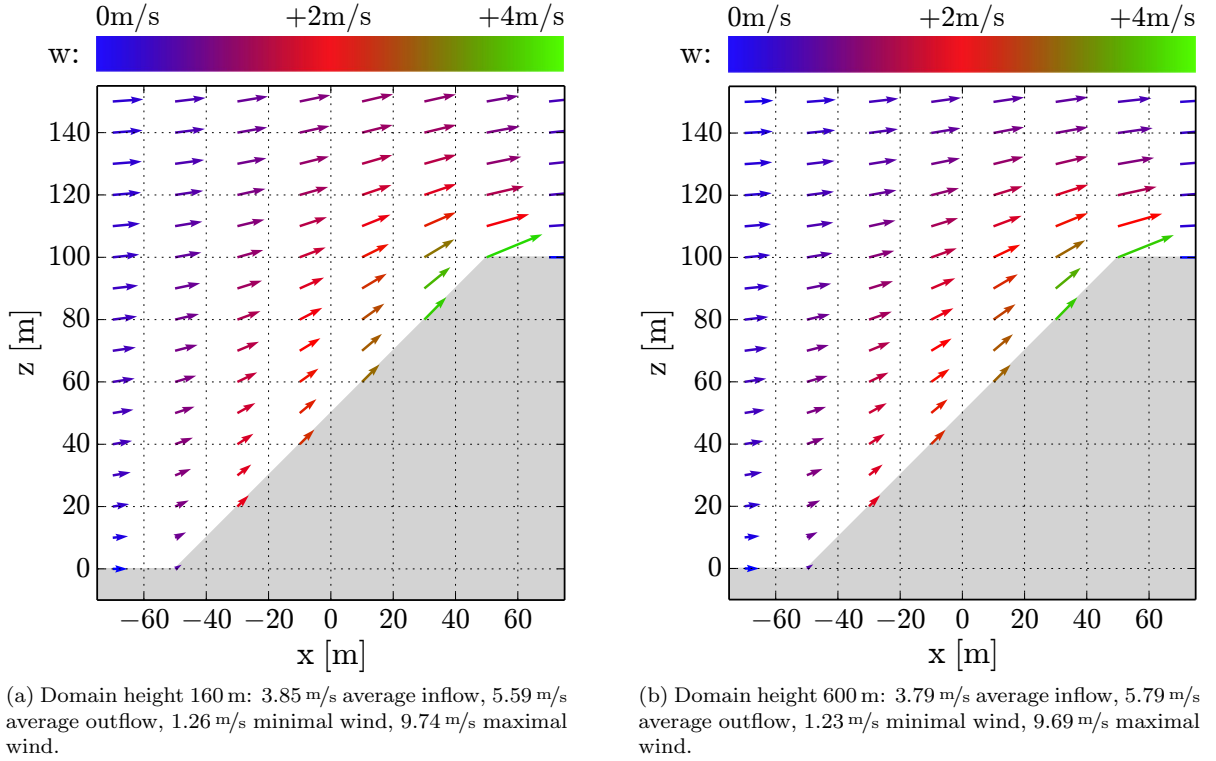 0m/s +2m/s +4m/s
w:
140
120
100
80
60
40
20
0
z [m]
−60 −40 −20 0 20 40 60
x [m]
(a) Domain height 160 m: 3.85 m/s average inflow, 5.59 m/s
average outflow, 1.26 m/s minimal wind, 9.74 m/s maximal
wind.
0m/s +2m/s +4m/s
w:
140
120
100
80
60
40
20
0
z [m]
−60 −40 −20 0 20 40 60
x [m]
(b) Domain height 600 m: 3.79 m/s average inflow, 5.79 m/s
average outflow, 1.23 m/s minimal wind, 9.69 m/s maximal
wind.